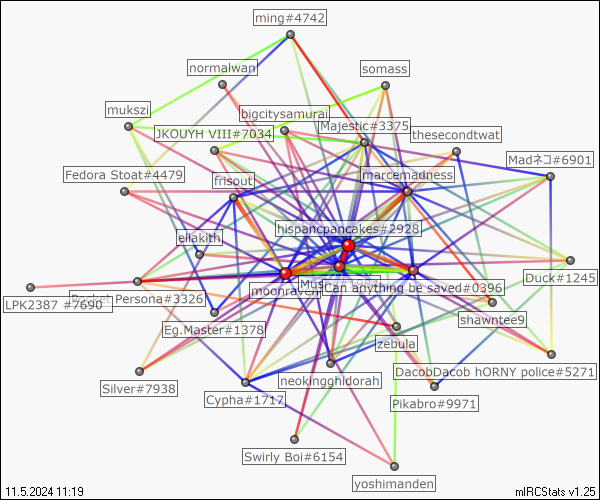 ming#4742
normalwan
somass
mukszi
bigcitysamurai
JKOUYH VIII#7034
Majestic#3375
thesecondtwat
Madネコ#6901
Fedora Stoat#4479
frisout
marcemadness
hispancpancakes#2928
eliakith
moonraven
Can anything be saved#0396
Duck#1245
LPK2387 #7690
Persona#3326
Eg.Master#1378
shawntee9
zebula
Silver#7938
neokingghidorah
DacobDacob hORNY police#5271
Cypha#1717
Pikabro#9971
Swirly Boi#6154
yoshimanden
11.5.2024 11:19
mIRCStats v1.25